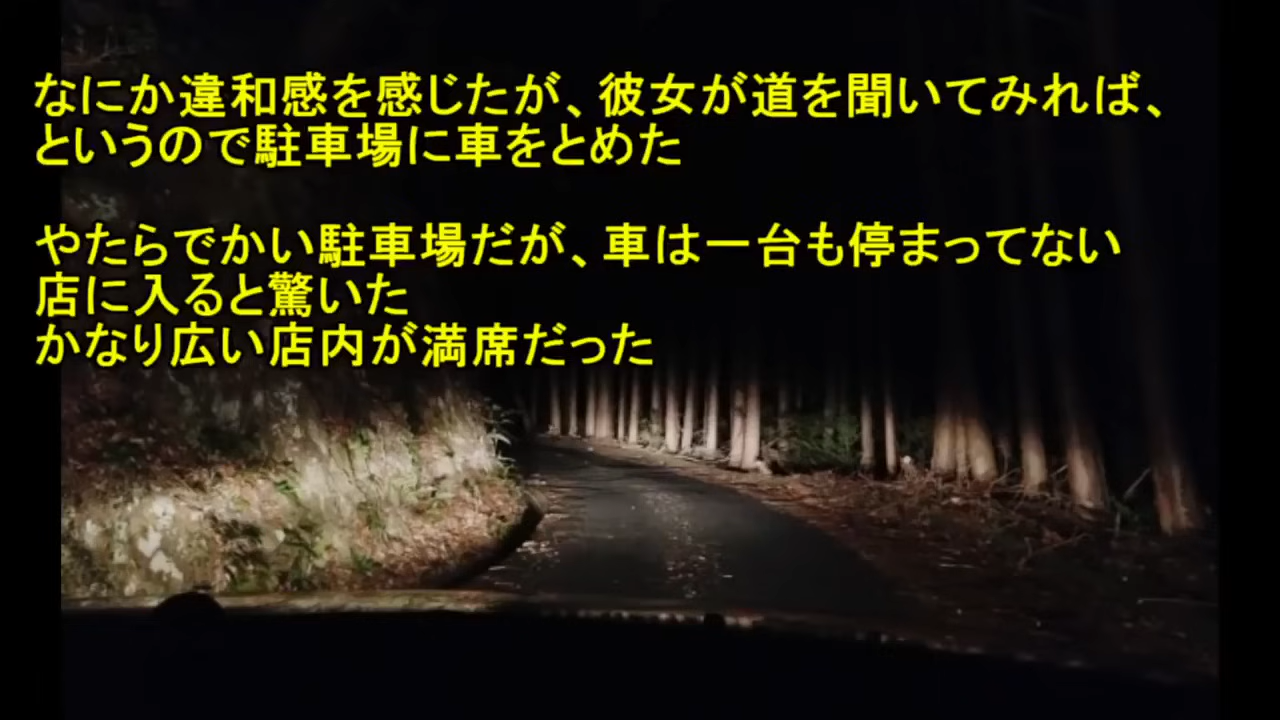 なにか違和感を感じたが、彼女が道を聞いてみれば、
というので駐車場に車をとめた
やたらでかい駐車場だが、車は一台も停まってない
店に入ると驚いた
かなり広い店内が満席だった